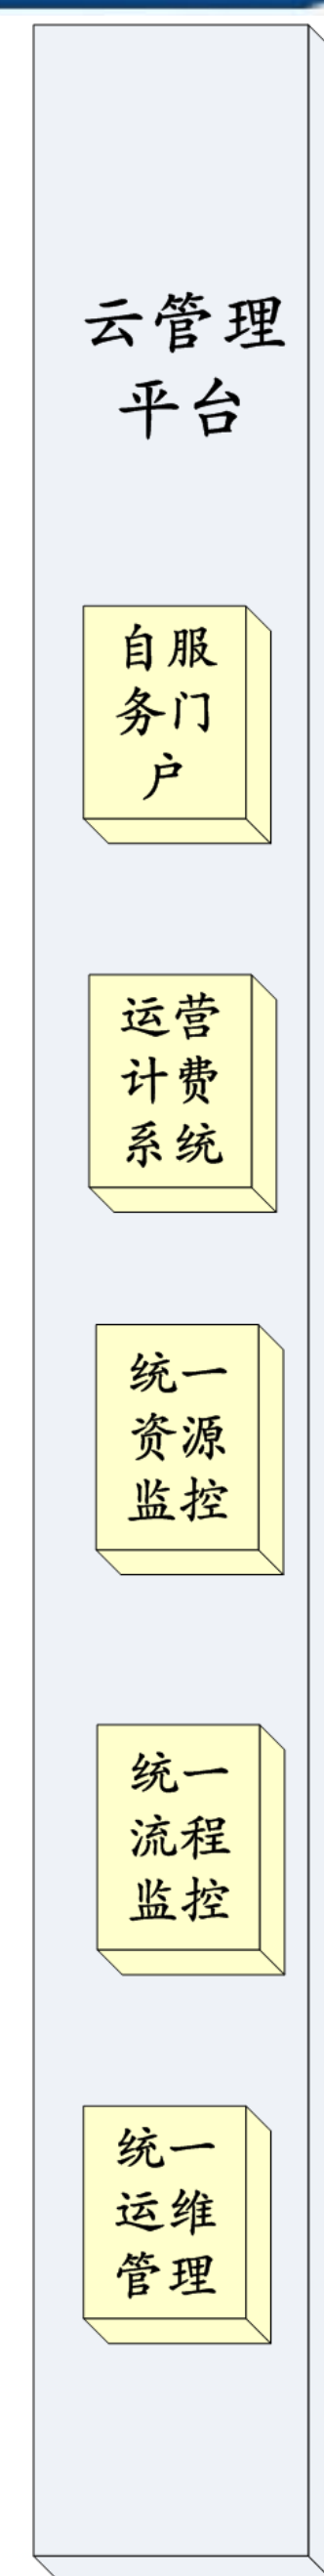 云管理
平台
自服
务门
户
运营
计费
系统
统一
资源
监控
统一
流程
监控
统一
运维
管理